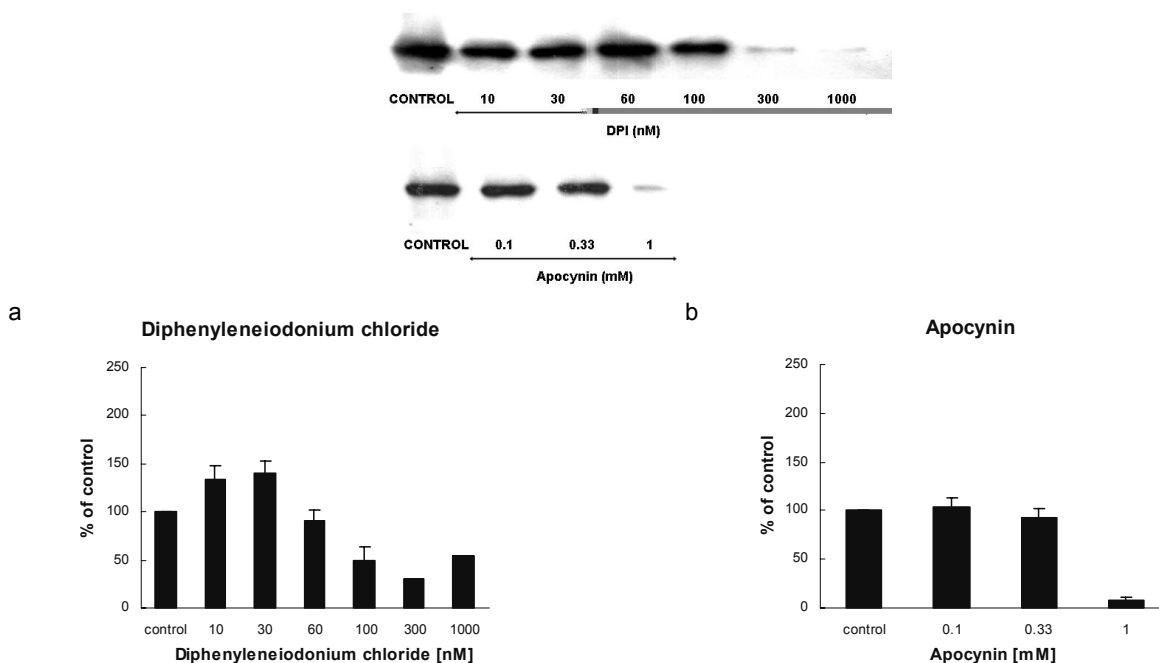 CONTROL 10 30 60 100 300 1000
DPI (nM)
CONTROL 0.1 0.33 1
Apocynin (mM)
a
Diphenyleneiodonium chloride
250
200
150
100
50
0
% of control
control 10 30 60 100 300 1000
Diphenyleneiodonium chloride [nM]
b
Apocynin
250
200
150
100
50
0
% of control
control 0.1 0.33 1
Apocynin [mM]